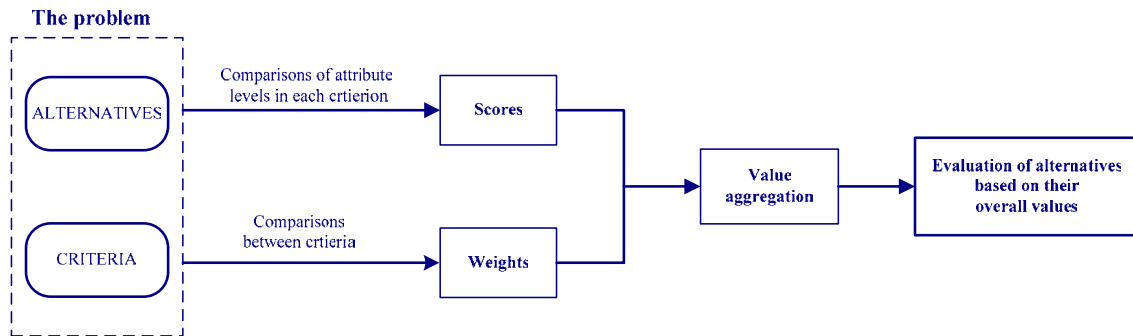 The problem
ALTERNATIVES
Comparisons of attribute
levels in each crtierion
Scores
CRITERIA
Comparisons
between crtieria
Weights
Value
aggregation
Evaluation of alternatives
based on their
overall values